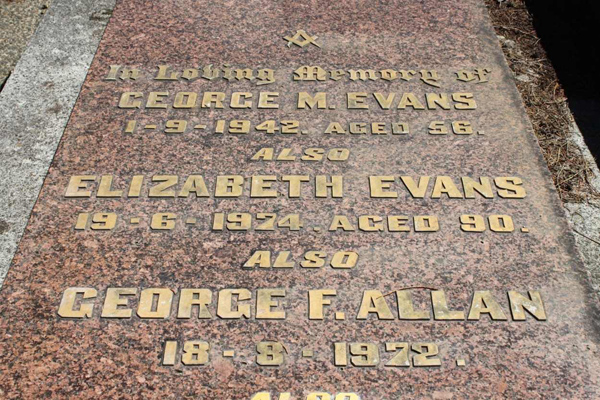 In Loving Memory of
GEORGE M. EVANS
1-9-1942. AGED 56.
ALSO
ELIZABETH EVANS
19-6-1974. AGED 90.
ALSO
GEORGE F. ALLAN
18-8-1972.
ALSO